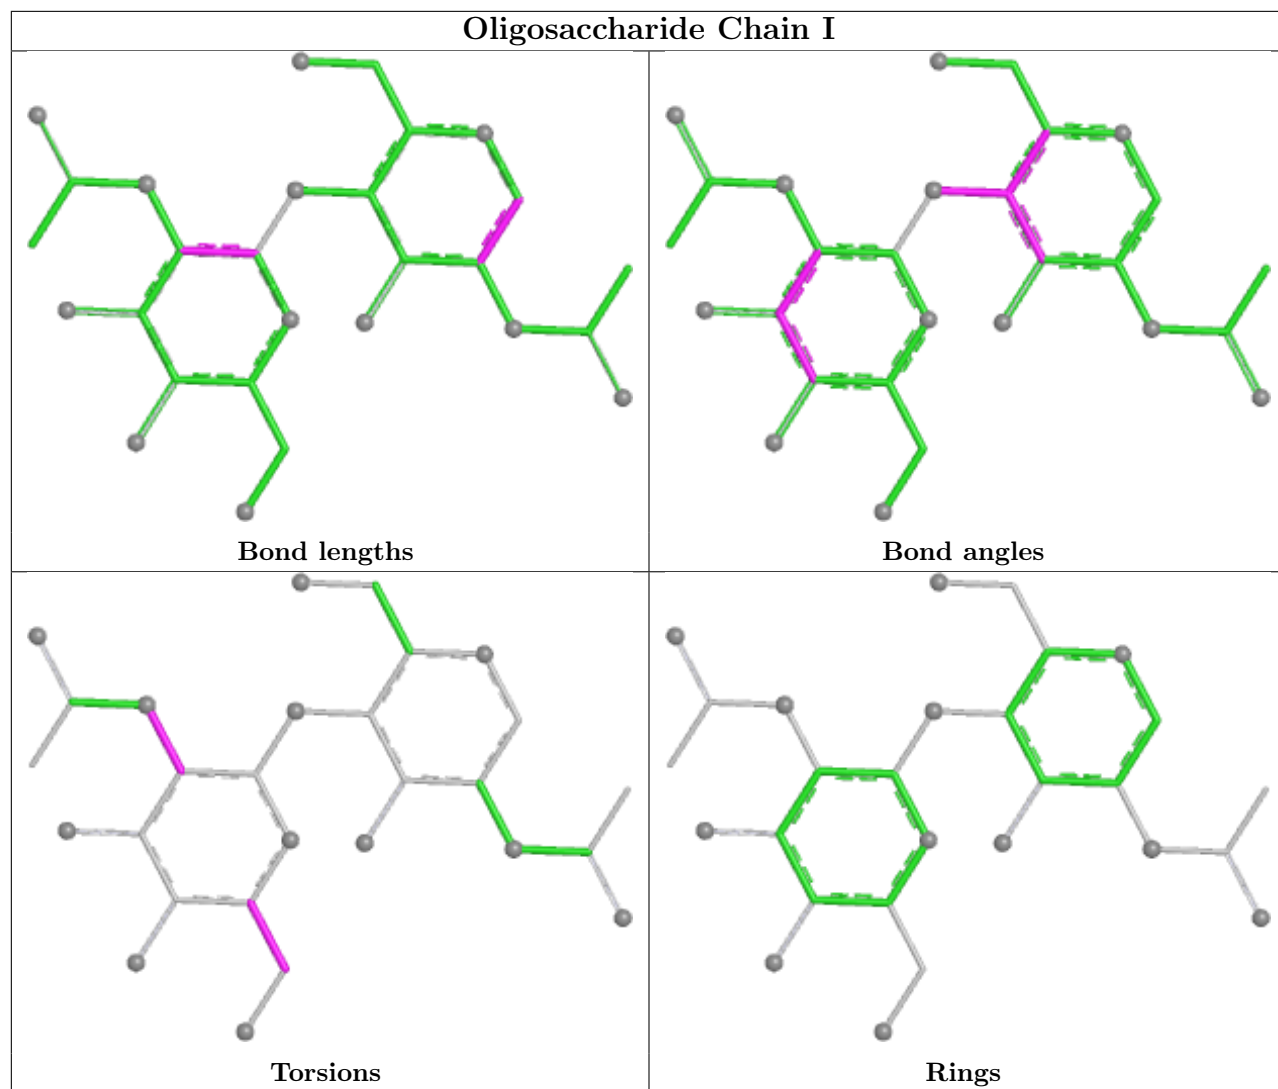 Oligosaccharide Chain I
Bond lengths
Bond angles
Torsions
Rings